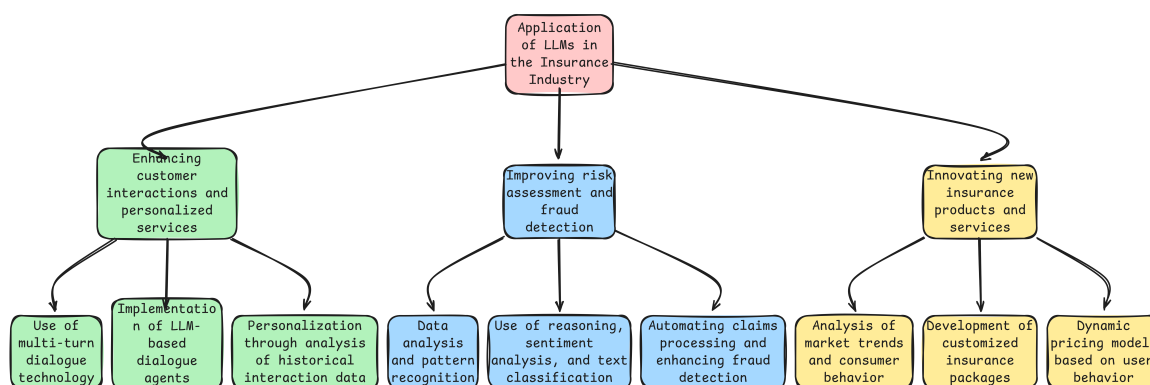 Application
of LLMs in
the Insurance
Industry
Enhancing
customer
interactions and
personalized
services
Improving risk
assessment and
fraud
detection
Innovating new
insurance
products and
services
Use of
multi-turn
dialogue
technology
Implementatio
n of LLM-
based
dialogue
agents
Personalization
through analysis
of historical
interaction data
Data
analysis
and pattern
recognition
Use of reasoning,
sentiment
analysis, and text
classification
Automating claims
processing and
enhancing fraud
detection
Analysis of
market trends
and consumer
behavior
Development of
customized
insurance
packages
Dynamic
pricing model
based on user
behavior